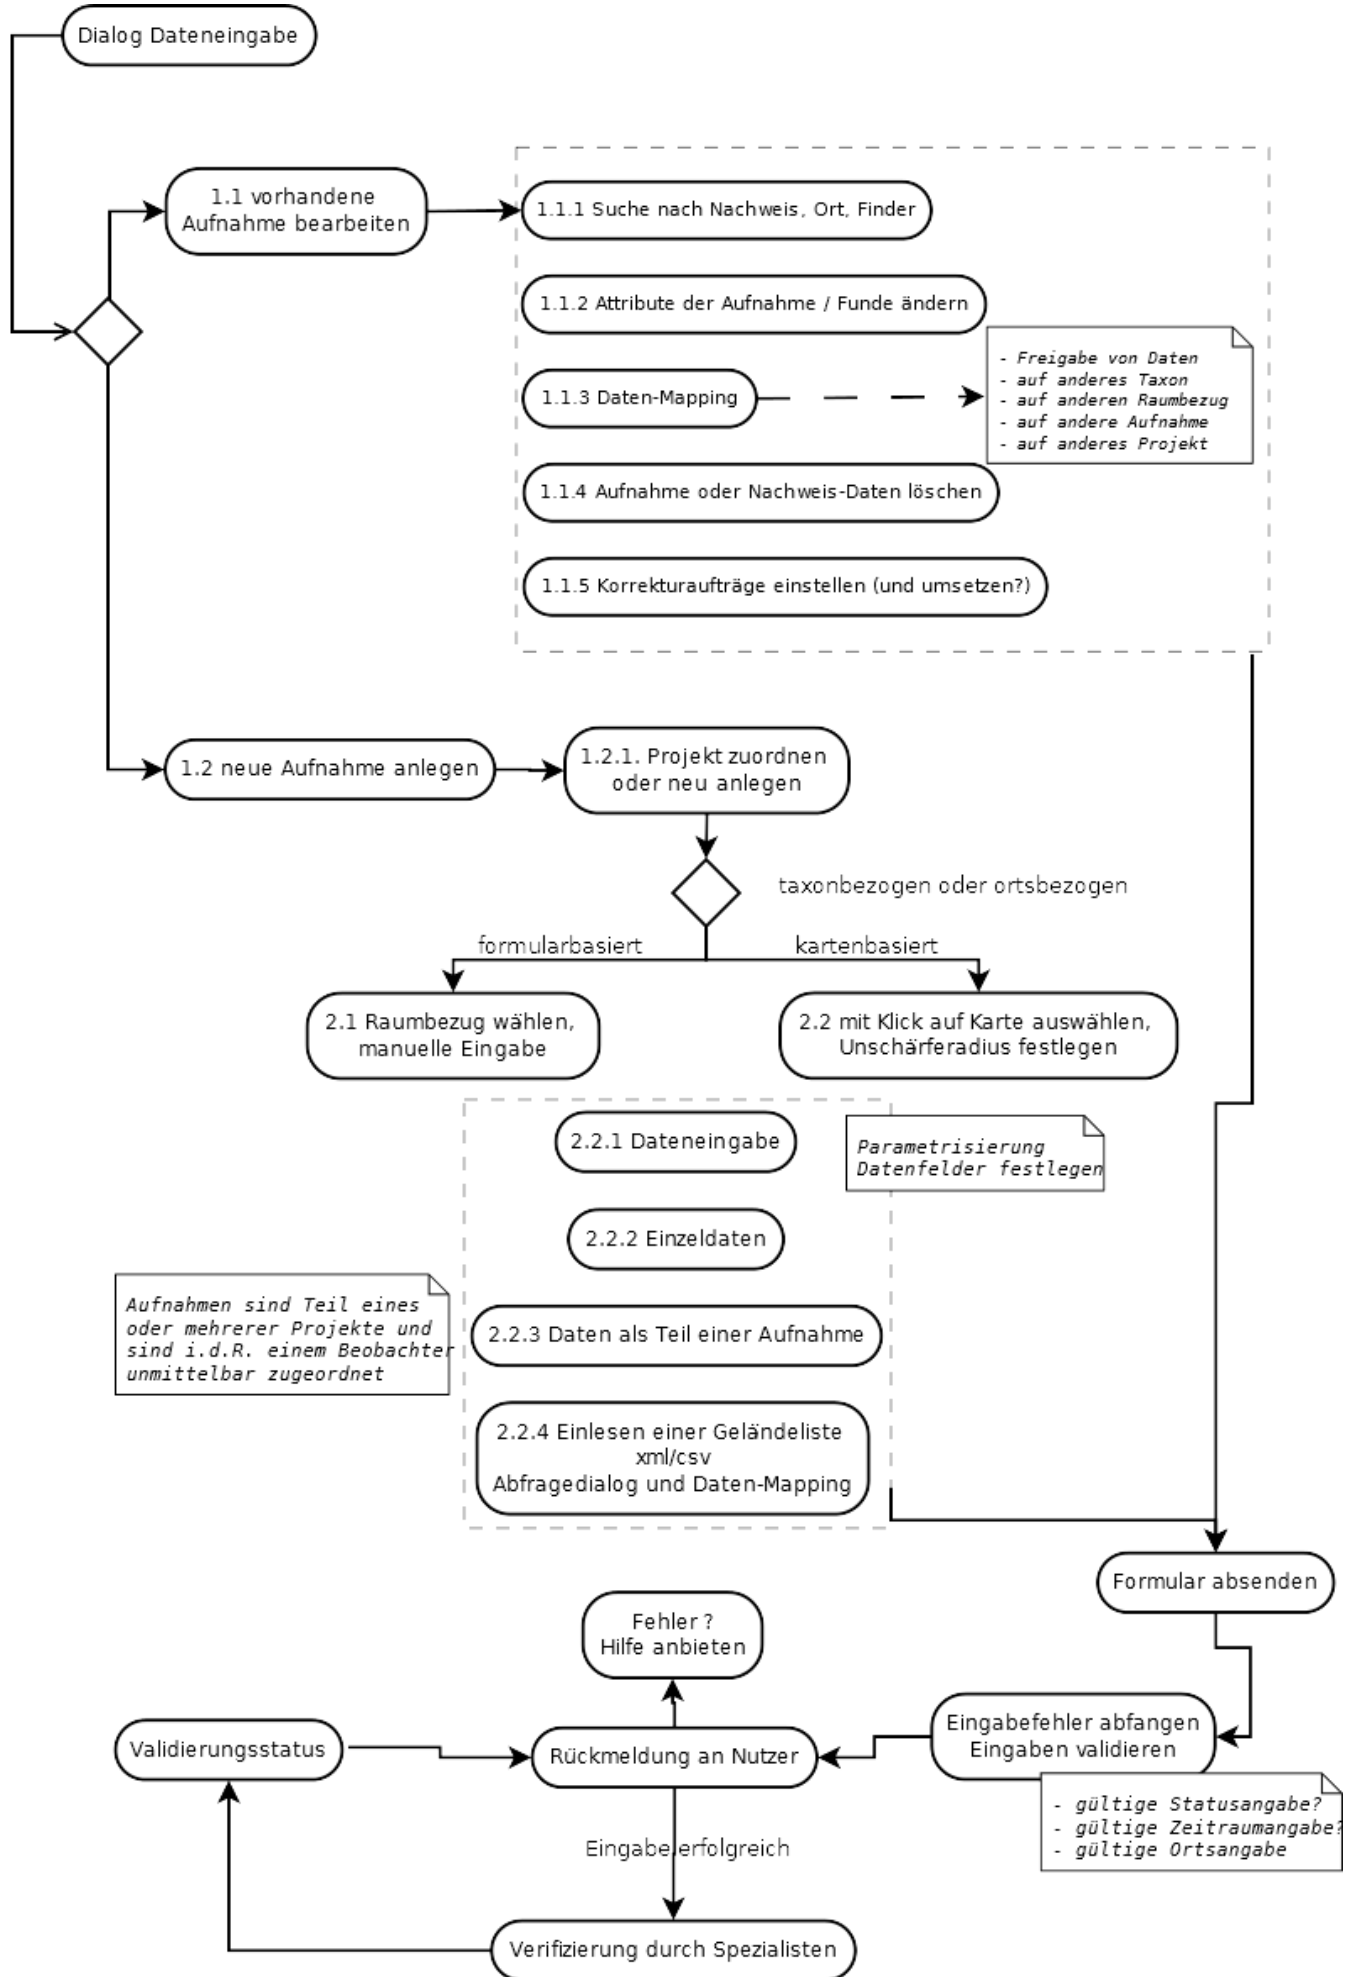 Dialog Dateneingabe
1.1 vorhandene
Aufnahme bearbeiten
1.1.1 Suche nach Nachweis, Ort, Finder
1.1.2 Attribute der Aufnahme / Funde ändern
1.1.3 Daten-Mapping
- Freigabe von Daten
- auf anderes Taxon
- auf anderen Raumbezug
- auf andere Aufnahme
- auf anderes Projekt
1.1.4 Aufnahme oder Nachweis-Daten löschen
1.1.5 Korrekturaufträge einstellen (und umsetzen?)
1.2 neue Aufnahme anlegen
1.2.1. Projekt zuordnen
oder neu anlegen
taxonbezogen oder ortsbezogen
formularbasiert
kartenbasiert
2.1 Raumbezug wählen,
manuelle Eingabe
2.2 mit Klick auf Karte auswählen,
Unschärferadius festlegen
2.2.1 Dateneingabe
Parametrisierung
Datenfelder festlegen
2.2.2 Einzeldaten
Aufnahmen sind Teil eines
oder mehrerer Projekte und
sind i.d.R. einem Beobachter
unmittelbar zugeordnet
2.2.3 Daten als Teil einer Aufnahme
2.2.4 Einlesen einer Geländeliste
xml/csv
Abfragedialog und Daten-Mapping
Formular absenden
Fehler ?
Hilfe anbieten
Eingabefehler abfangen
Eingaben validieren
Validierungsstatus
Rückmeldung an Nutzer
- gültige Statusangabe?
- gültige Zeitraumangabe?
- gültige Ortsangabe
Eingabe erfolgreich
Verifizierung durch Spezialisten